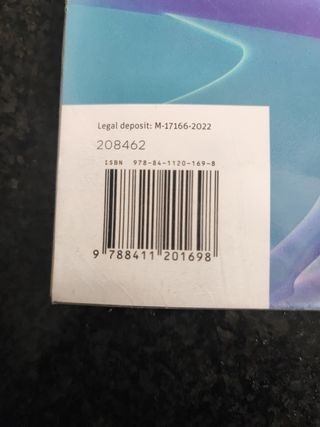 Legal deposit: M-17166-2022
208462
ISBN 978-84-1120-169-8
9 788411 201698